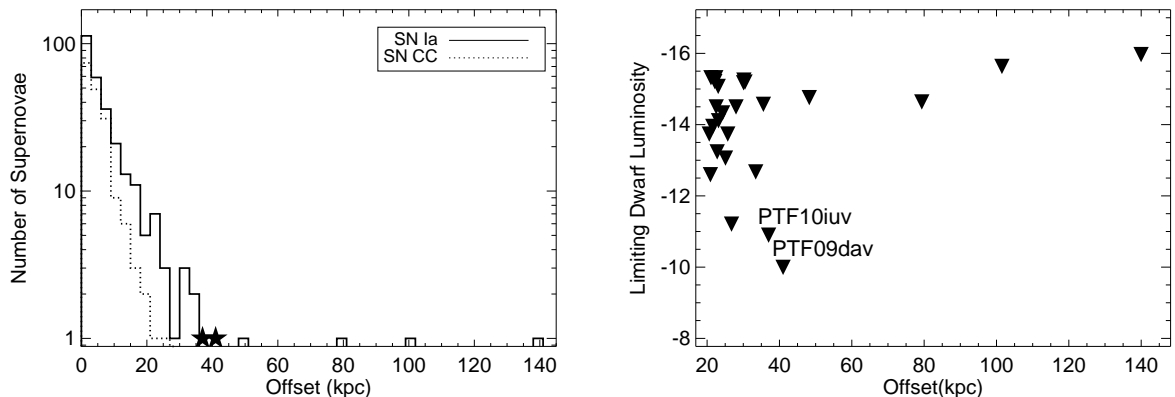 Number of Supernovae
100
10
1
SN Ia
SN CC
0 20 40 60 80 100 120 140
Offset (kpc)
Limiting Dwarf Luminosity
-16
-14
-12
-10
-8
PTF10iuv
PTF09dav
20 40 60 80 100 120 140
Offset(kpc)